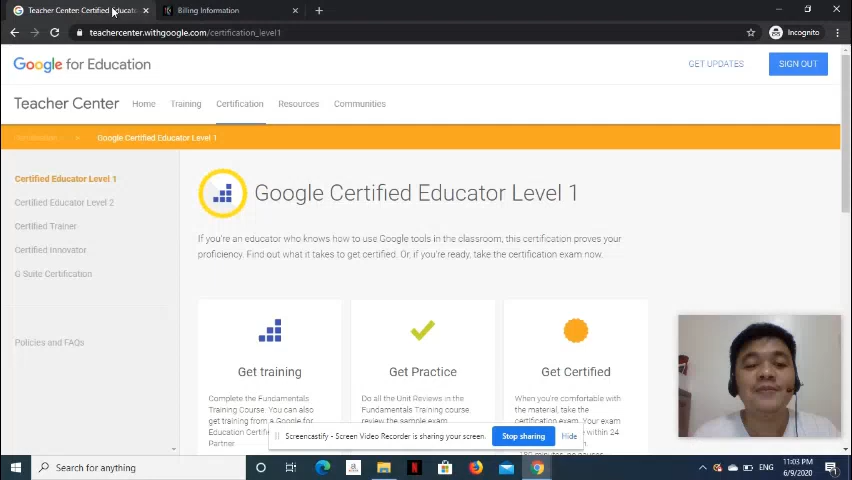 Teacher Center: Certified Educat
Billing Information
teachercenter.withgoogle.com/certification_level1
Incognito
Google for Education
GET UPDATES
SIGN OUT
Teacher Center
Home
Training
Certification
Resources
Communities
Certification
Google Certified Educator Level 1
Certified Educator Level 1
Certified Educator Level 2
Certified Trainer
Certified Innovator
G Suite Certification
Policies and FAQs
Google Certified Educator Level 1
If you're an educator who knows how to use Google tools in the classroom, this certification proves your
proficiency. Find out what it takes to get certified. Or, if you're ready, take the certification exam now.
Get training
Complete the Fundamentals
Training Course. You can also
get training from a Google for
Education Certifi
Partner
Get Practice
Do all the Unit Reviews in the
Fundamentals Training course,
review the sample exam
Get Certified
When you're comfortable with
the material, take the
certification exam. Your exam
within 24
180 minutes, no pauses
Screencastify - Screen Video Recorder is sharing your screen.
Stop sharing
Hide
Search for anything
ENG
11:03 PM
6/9/2020